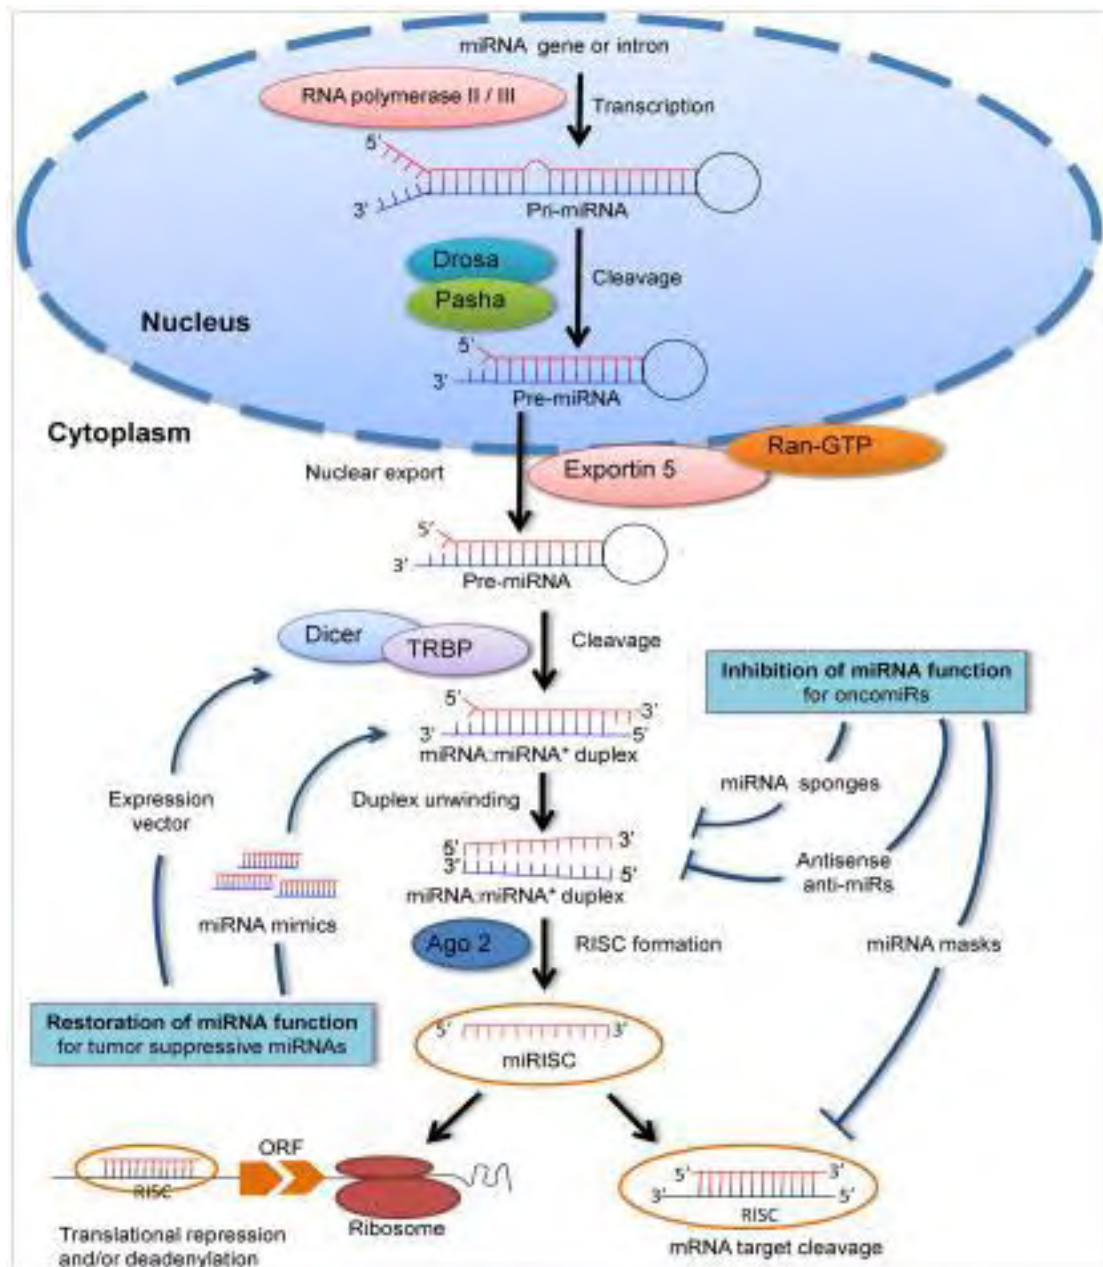 miRNA gene or intron
RNA polymerase II / III
Transcription
5'
3'
Pri-miRNA
Drosa
Pasha
Cleavage
Nucleus
5'
3'
Pre-miRNA
Cytoplasm
Nuclear export
Exportin 5
Ran-GTP
5'
3'
Pre-miRNA
Dicer
TRBP
Cleavage
Inhibition of miRNA function
for oncomiRs
5'
3'
3'
5'
miRNA:miRNA* duplex
miRNA sponges
Expression
vector
Duplex unwinding
5'
3'
3'
5'
miRNA:miRNA* duplex
Antisense
anti-miRs
miRNA mimics
Ago 2
RISC formation
miRNA masks
Restoration of miRNA function
for tumor suppressive miRNAs
5'
3'
miRISC
ORF
RISC
Ribosome
Translational repression
and/or deadenylation
5'
3'
3'
5'
RISC
mRNA target cleavage